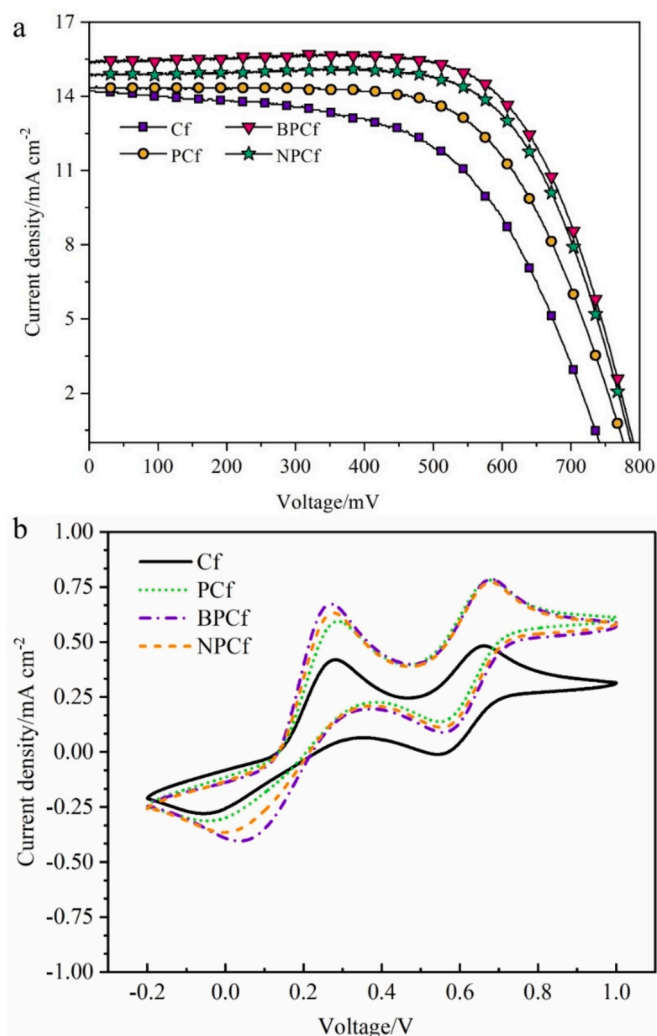 a
17
14
11
8
5
2
Current density/mA cm-2
Cf
BPCf
PCf
NPCf
0
100
200
300
400
500
600
700
800
Voltage/mV
b
1.00
0.75
0.50
0.25
0.00
-0.25
-0.50
-0.75
-1.00
Current density/mA cm-2
Cf
PCf
BPCf
NPCf
-0.2
0.0
0.2
0.4
0.6
0.8
1.0
Voltage/V